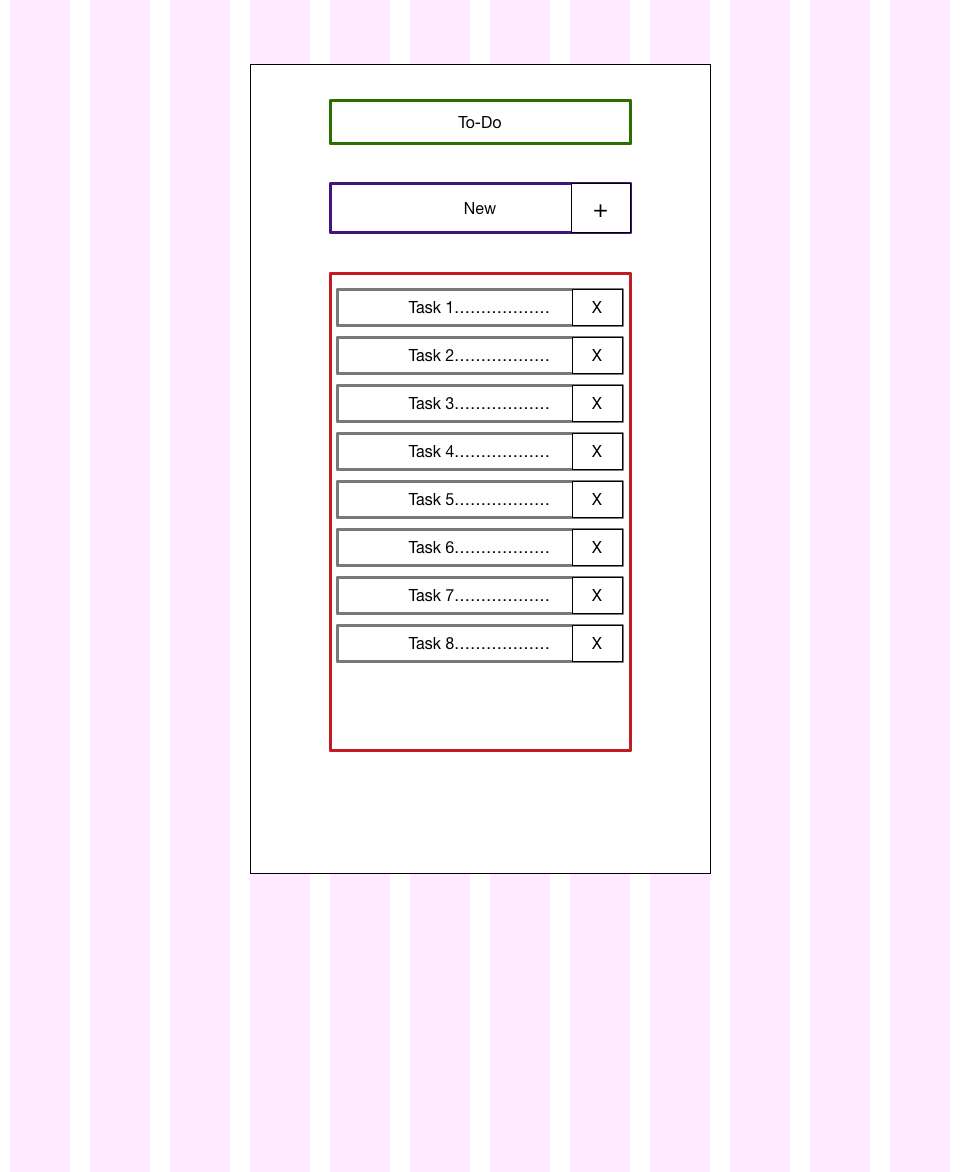 To-Do
New +
Task 1.................. X
Task 2.................. X
Task 3.................. X
Task 4.................. X
Task 5.................. X
Task 6.................. X
Task 7.................. X
Task 8.................. X